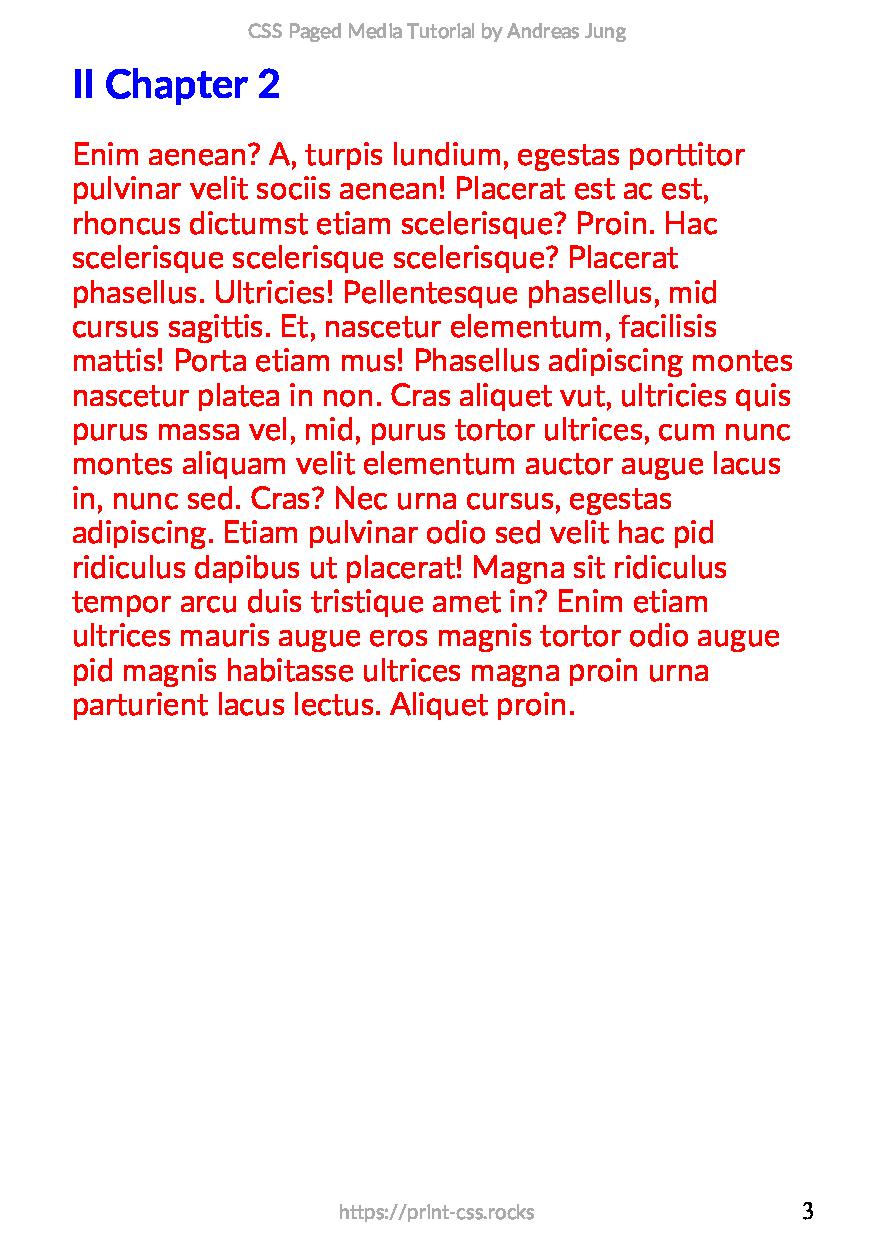 CSS Paged Media Tutorial by Andreas Jung
II Chapter 2
Enim aenean? A, turpis lundium, egestas porttitor
pulvinar velit sociis aenean! Placerat est ac est,
rhoncus dictumst etiam scelerisque? Proin. Hac
scelerisque scelerisque scelerisque? Placerat
phasellus. Ultricies! Pellentesque phasellus, mid
cursus sagittis. Et, nascetur elementum, facilisis
mattis! Porta etiam mus! Phasellus adipiscing montes
nascetur platea in non. Cras aliquet vut, ultricies quis
purus massa vel, mid, purus tortor ultrices, cum nunc
montes aliquam velit elementum auctor augue lacus
in, nunc sed. Cras? Nec urna cursus, egestas
adipiscing. Etiam pulvinar odio sed velit hac pid
ridiculus dapibus ut placerat! Magna sit ridiculus
tempor arcu duis tristique amet in? Enim etiam
ultrices mauris augue eros magnis tortor odio augue
pid magnis habitasse ultrices magna proin urna
parturient lacus lectus. Aliquet proin.
https://print-css.rocks
3